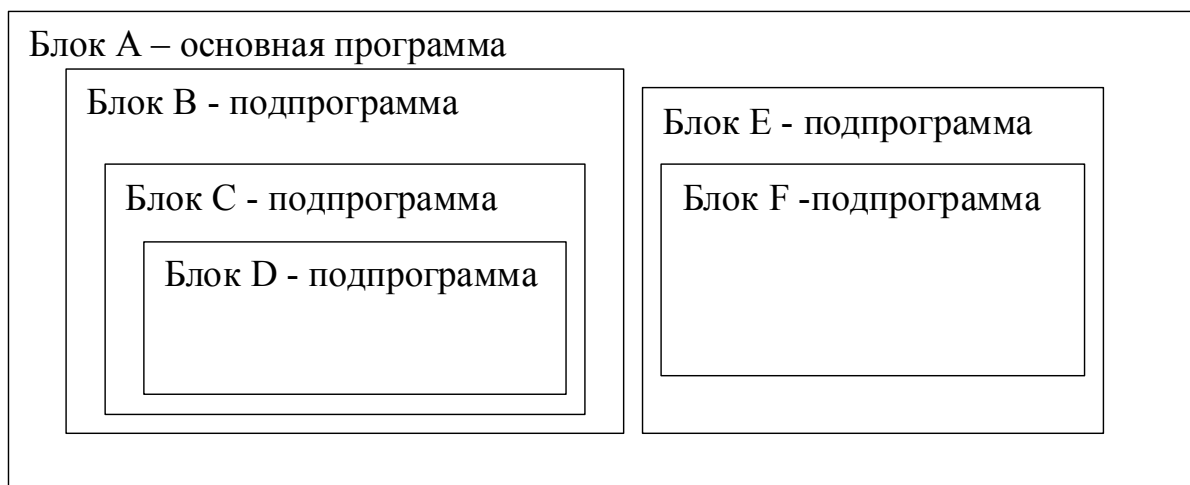 Блок A – основная программа
Блок B - подпрограмма
Блок C - подпрограмма
Блок D - подпрограмма
Блок E - подпрограмма
Блок F -подпрограмма